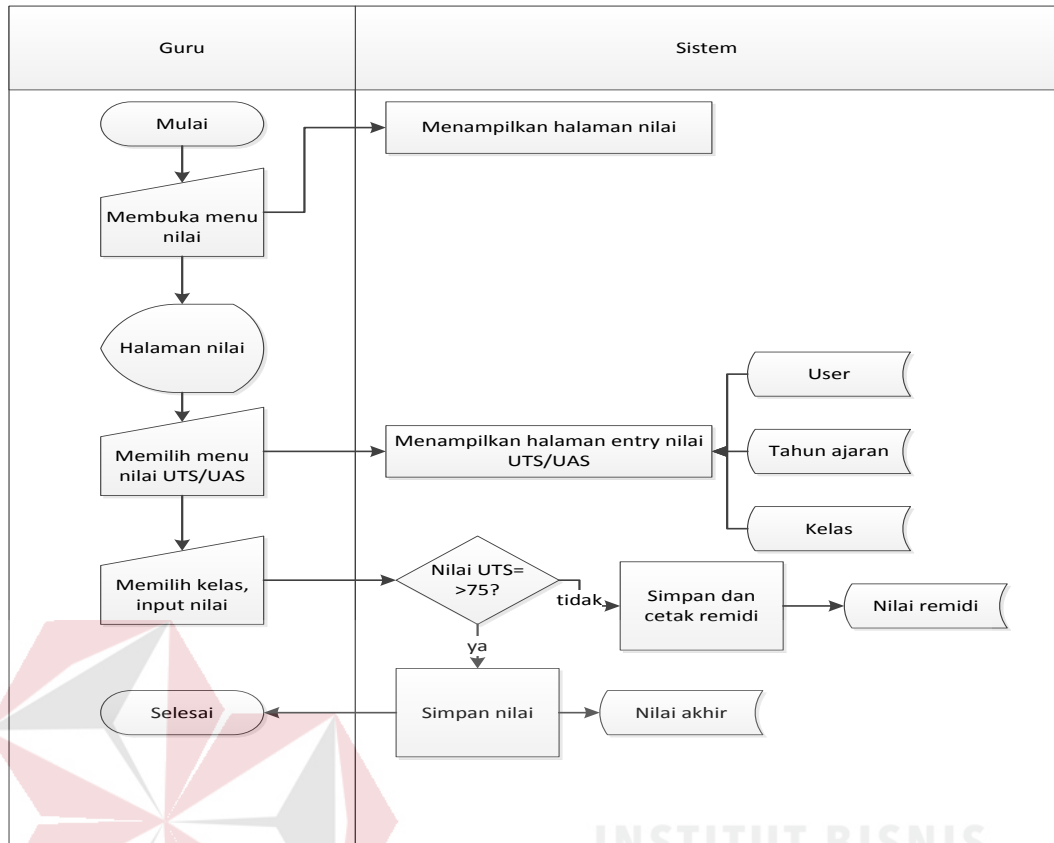 Guru
Sistem
Mulai
Menampilkan halaman nilai
Membuka menu
nilai
Halaman nilai
User
Memilih menu
nilai UTS/UAS
Menampilkan halaman entry nilai
UTS/UAS
Tahun ajaran
Kelas
Memilih kelas,
input nilai
Nilai UTS=
>75?
tidak
Simpan dan
cetak remidi
Nilai remidi
ya
Selesai
Simpan nilai
Nilai akhir
INSTITUT BISNIS